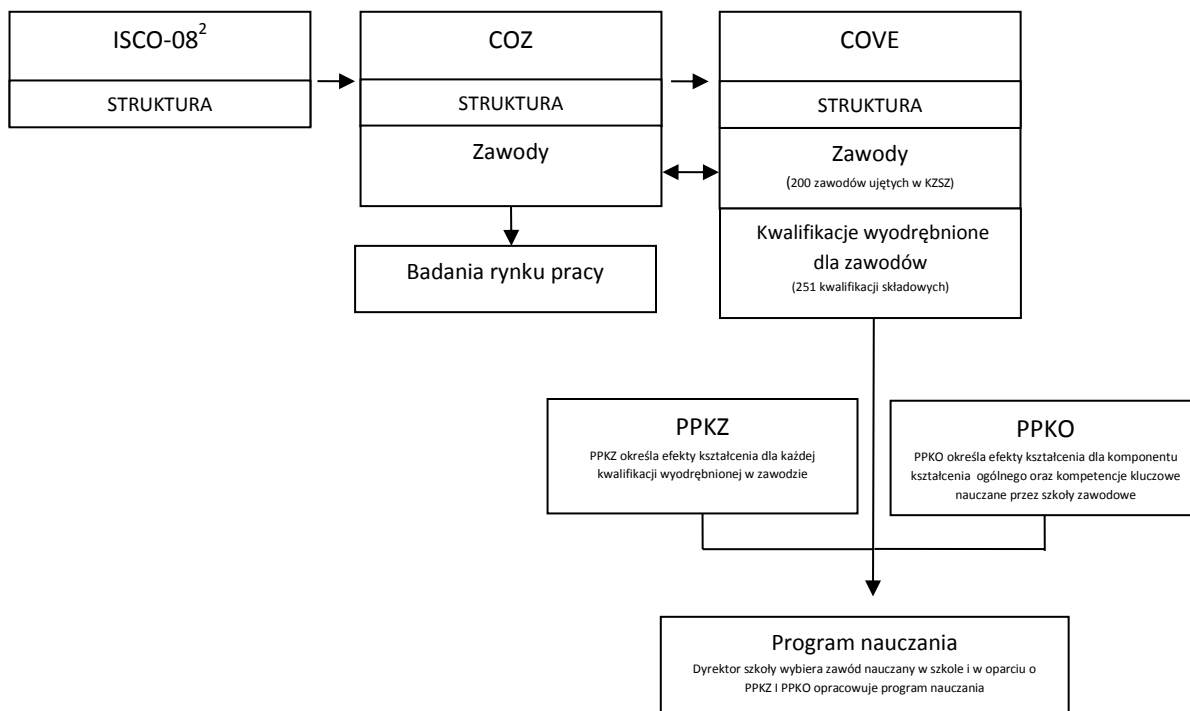 ISCO-08²
STRUKTURA
COZ
STRUKTURA
Zawody
COVE
STRUKTURA
Zawody
(200 zawodów ujętych w KZSZ)
Kwalifikacje wyodrębnione
dla zawodów
(251 kwalifikacji składowych)
Badania rynku pracy
PPKZ
PPKZ określa efekty kształcenia dla każdej
kwalifikacji wyodrębnionej w zawodzie
PPKO
PPKO określa efekty kształcenia dla komponentu
kształcenia ogólnego oraz kompetencje kluczowe
nauczane przez szkoły zawodowe
Program nauczania
Dyrektor szkoły wybiera zawód nauczany w szkole i w oparciu o
PPKZ I PPKO opracowuje program nauczania